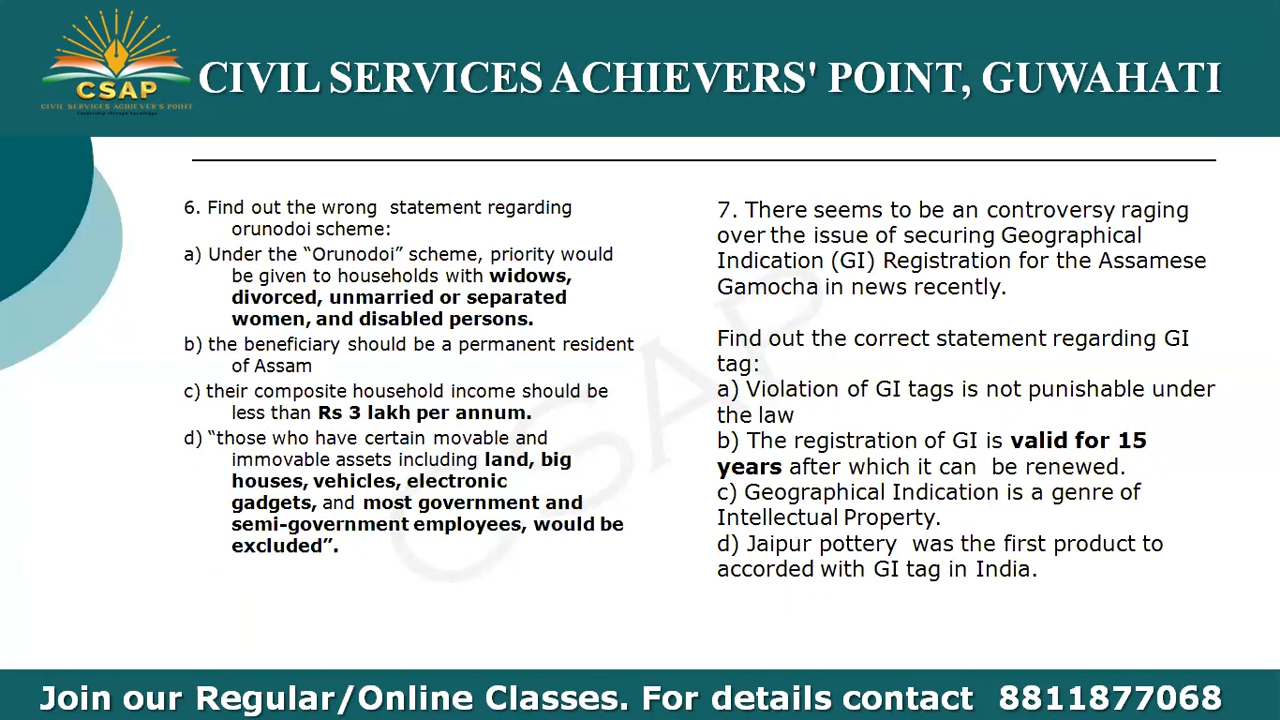 CSAP
CIVIL SERVICES ACHIEVER'S POINT
CIVIL SERVICES ACHIEVERS' POINT, GUWAHATI
6. Find out the wrong statement regarding
orunodoi scheme:
a) Under the “Orunodoi” scheme, priority would
be given to households with widows,
divorced, unmarried or separated
women, and disabled persons.
b) the beneficiary should be a permanent resident
of Assam
c) their composite household income should be
less than Rs 3 lakh per annum.
d) “those who have certain movable and
immovable assets including land, big
houses, vehicles, electronic
gadgets, and most government and
semi-government employees, would be
excluded”.
7. There seems to be an controversy raging
over the issue of securing Geographical
Indication (GI) Registration for the Assamese
Gamocha in news recently.
Find out the correct statement regarding GI
tag:
a) Violation of GI tags is not punishable under
the law
b) The registration of GI is valid for 15
years after which it can be renewed.
c) Geographical Indication is a genre of
Intellectual Property.
d) Jaipur pottery was the first product to
accorded with GI tag in India.
CSAP
Join our Regular/Online Classes. For details contact 8811877068